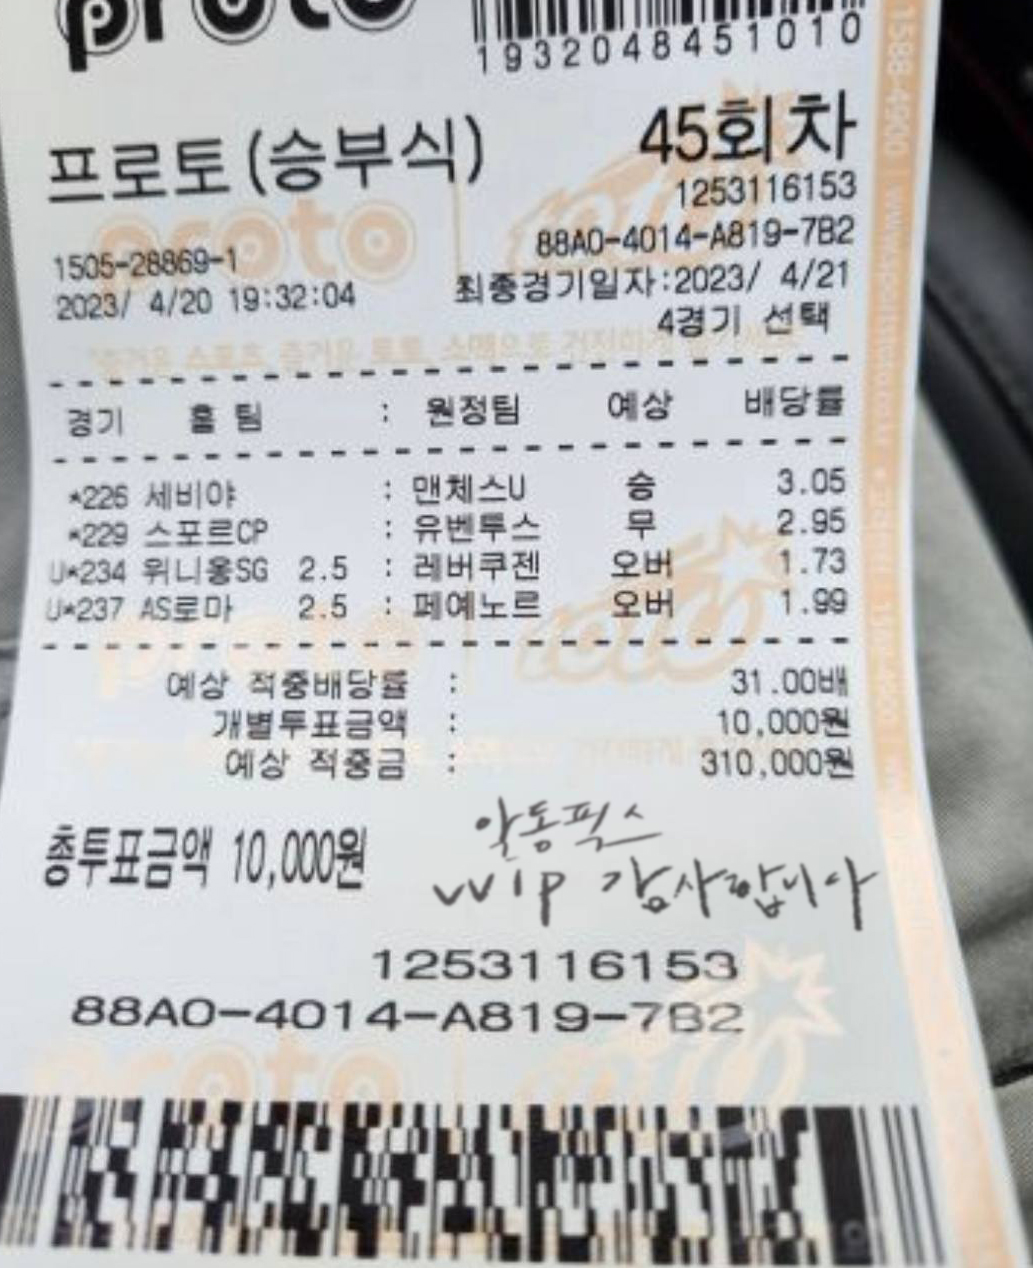 proto
1932048451010
프로토(승부식) 45회차
1253116153
88A0-4014-A819-7B2
1505-28869-1
2023/ 4/20 19:32:04
최종경기일자:2023/ 4/21
4경기 선택
경기 홈 팀 : 원정팀 예상 배당률
*226 세비야 : 맨체스U 승 3.05
*229 스포르CP : 유벤투스 무 2.95
U*234 위니옹SG 2.5 : 레버쿠젠 오버 1.73
U*237 AS로마 2.5 : 페예노르 오버 1.99
예상 적중배당률 : 31.00배
개별투표금액 : 10,000원
예상 적중금 : 310,000원
총투표금액 10,000원
악동픽스
님 감사합니다
1253116153
88A0-4014-A819-7B2
1588-4900